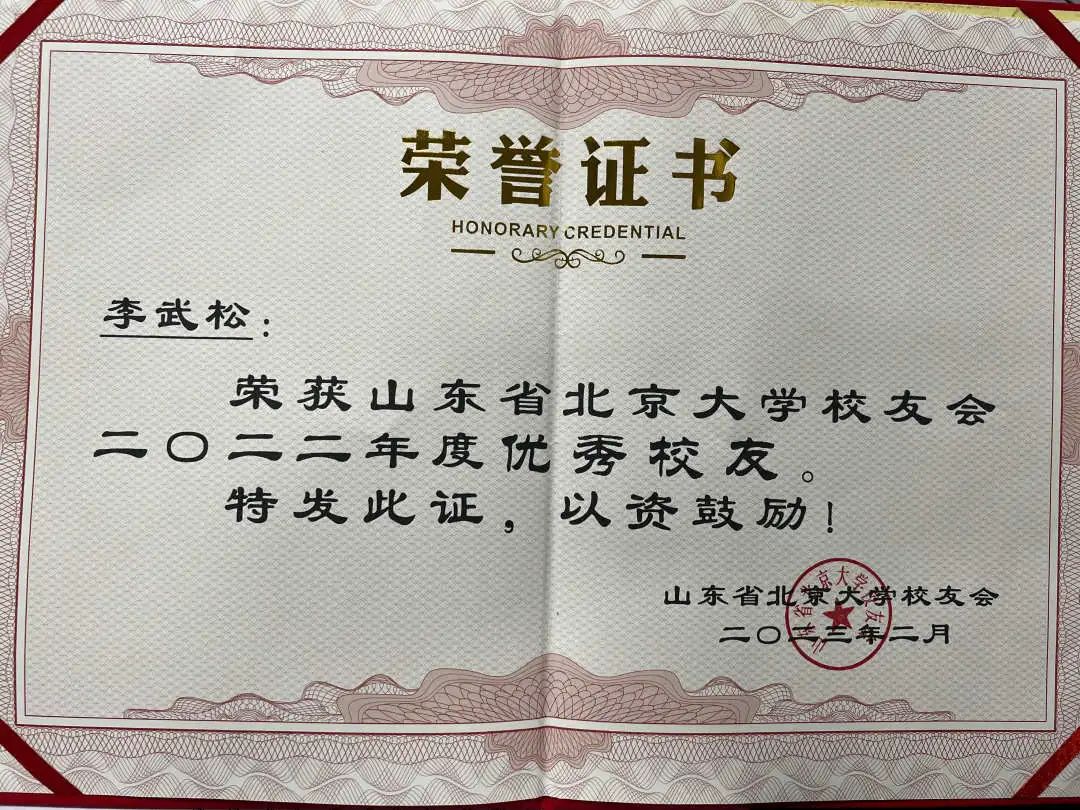 荣誉证书
HONORARY CREDENTIAL
李武松：
荣获山东省北京大学校友会
二〇二二年度优秀校友。
特发此证，以资鼓励！
山东省北京大学校友会
二〇二三年二月